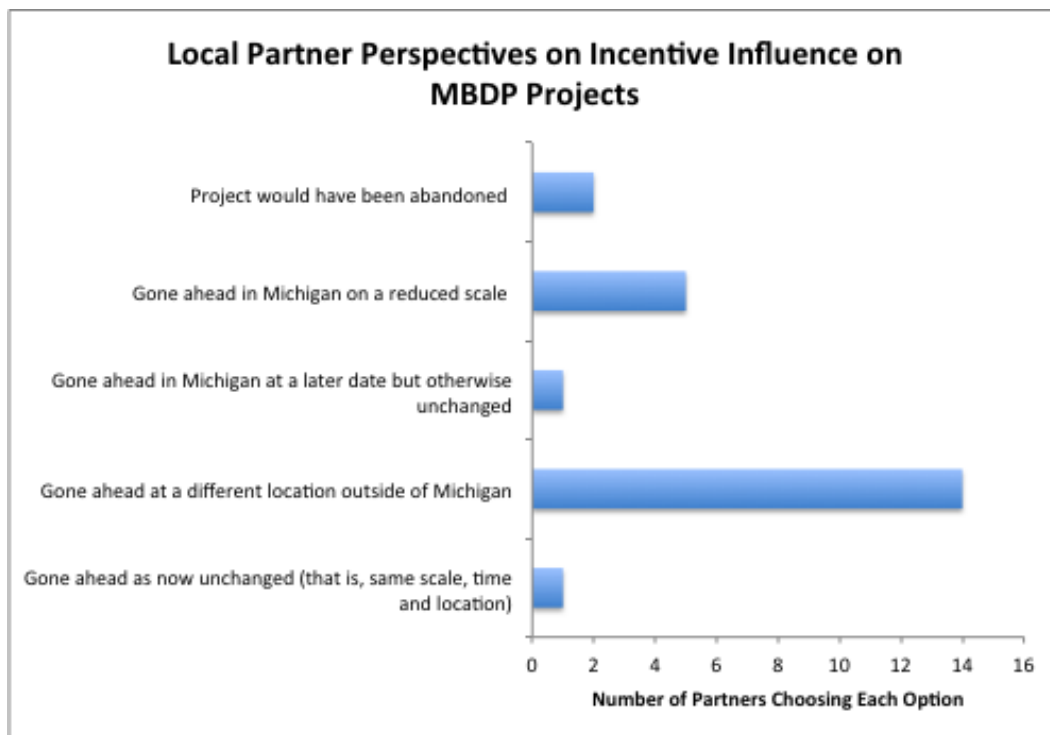 Local Partner Perspectives on Incentive Influence on
MBDP Projects
Project would have been abandoned
Gone ahead in Michigan on a reduced scale
Gone ahead in Michigan at a later date but otherwise
unchanged
Gone ahead at a different location outside of Michigan
Gone ahead as now unchanged (that is, same scale, time
and location)
0 2 4 6 8 10 12 14 16
Number of Partners Choosing Each Option